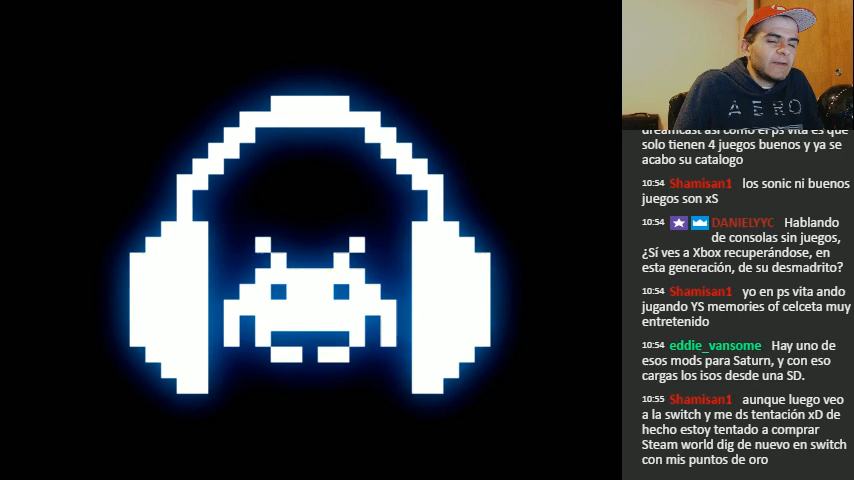 AERO
dreamcast así como el ps vita es que
solo tienen 4 juegos buenos y ya se
acabo su catalogo
10:54 Shamisan1 los sonic ni buenos
juegos son xS
10:54 DANIELYYC Hablando
de consolas sin juegos,
¿Sí ves a Xbox recuperándose, en
esta generación, de su desmadrito?
10:54 Shamisan1 yo en ps vita ando
jugando YS memories of celceta muy
entretenido
10:54 eddie_vansome Hay uno de
esos mods para Saturn, y con eso
cargas los isos desde una SD.
10:55 Shamisan1 aunque luego veo
a la switch y me ds tentación xD de
hecho estoy tentado a comprar
Steam world dig de nuevo en switch
con mis puntos de oro